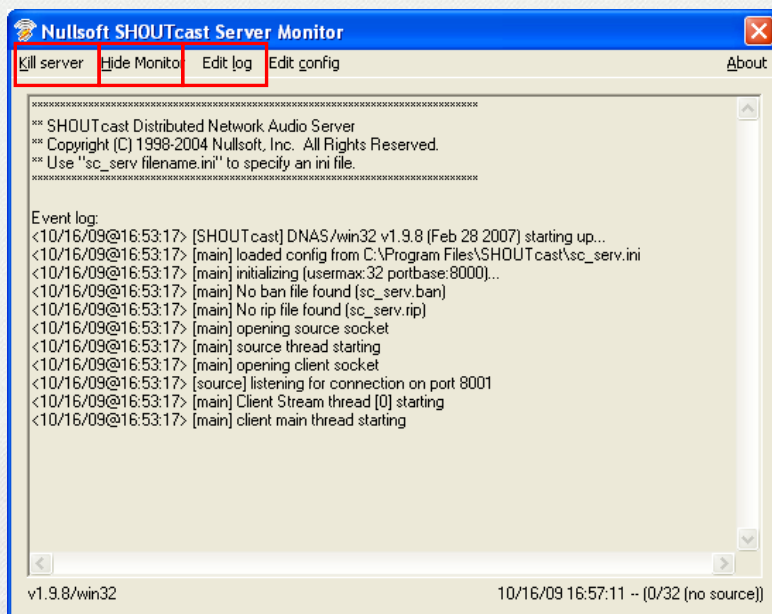 Nullsoft SHOUTcast Server Monitor
Kill server Hide Monitor Edit log Edit config About
**********************************************************************
** SHOUTcast Distributed Network Audio Server
** Copyright (C) 1998-2004 Nullsoft, Inc. All Rights Reserved.
** Use "sc_serv filename.ini" to specify an ini file.
**********************************************************************
Event log:
<10/16/09@16:53:17> [SHOUTcast] DNAS/win32 v1.9.8 (Feb 28 2007) starting up...
<10/16/09@16:53:17> [main] loaded config from C:\Program Files\SHOUTcast\sc_serv.ini
<10/16/09@16:53:17> [main] initializing (usermax:32 portbase:8000)...
<10/16/09@16:53:17> [main] No ban file found (sc_serv.ban)
<10/16/09@16:53:17> [main] No rip file found (sc_serv.rip)
<10/16/09@16:53:17> [main] opening source socket
<10/16/09@16:53:17> [main] source thread starting
<10/16/09@16:53:17> [main] opening client socket
<10/16/09@16:53:17> [source] listening for connection on port 8001
<10/16/09@16:53:17> [main] Client Stream thread [0] starting
<10/16/09@16:53:17> [main] client main thread starting
v1.9.8/win32 10/16/09 16:57:11 -- (0/32 (no source))